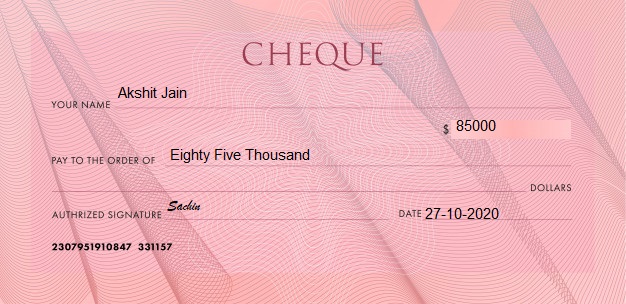 CHEQUE
YOUR NAME Akshit Jain
$ 85000
PAY TO THE ORDER OF Eighty Five Thousand
DOLLARS
AUTHRIZED SIGNATURE Sachin DATE 27-10-2020
2307951910847 331157